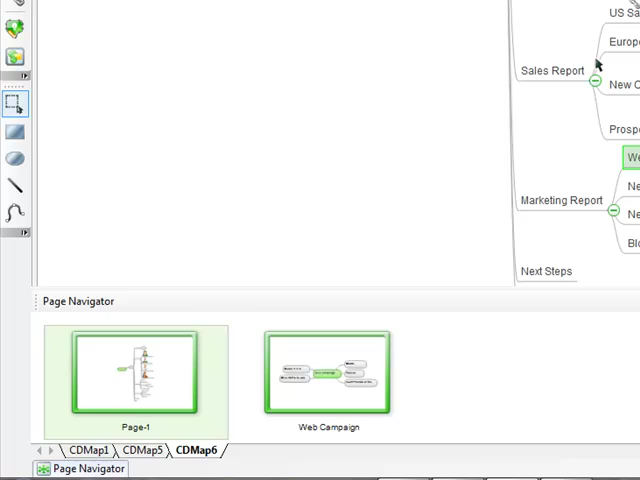 US Sa
Europe
Sales Report
New C
Prospe
We
Ne
Marketing Report
Ne
Blo
Next Steps
Page Navigator
Page-1
Web Campaign
CDMap1
CDMap5
CDMap6
Page Navigator